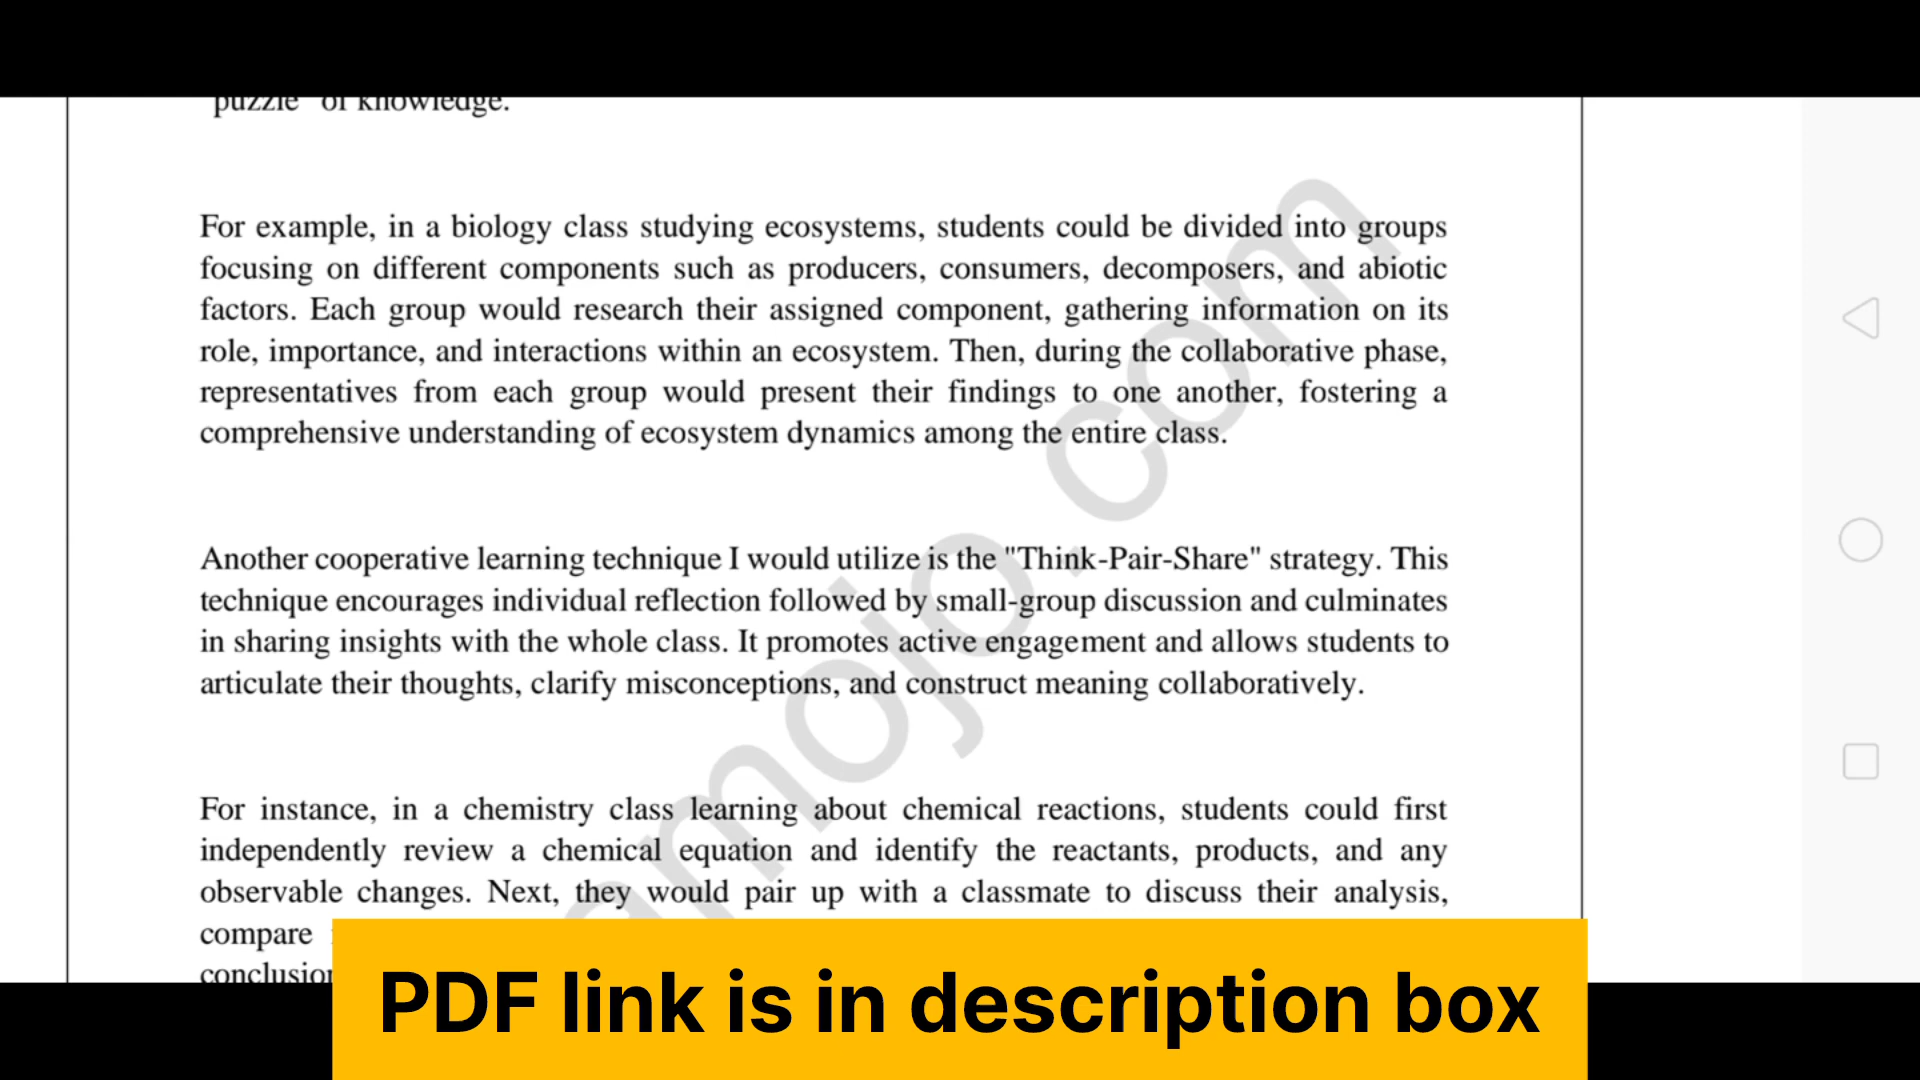 puzzle" of knowledge.
For example, in a biology class studying ecosystems, students could be divided into groups
focusing on different components such as producers, consumers, decomposers, and abiotic
factors. Each group would research their assigned component, gathering information on its
role, importance, and interactions within an ecosystem. Then, during the collaborative phase,
representatives from each group would present their findings to one another, fostering a
comprehensive understanding of ecosystem dynamics among the entire class.
Another cooperative learning technique I would utilize is the "Think-Pair-Share" strategy. This
technique encourages individual reflection followed by small-group discussion and culminates
in sharing insights with the whole class. It promotes active engagement and allows students to
articulate their thoughts, clarify misconceptions, and construct meaning collaboratively.
For instance, in a chemistry class learning about chemical reactions, students could first
independently review a chemical equation and identify the reactants, products, and any
observable changes. Next, they would pair up with a classmate to discuss their analysis,
compare
conclusion
amojo.com
PDF link is in description box